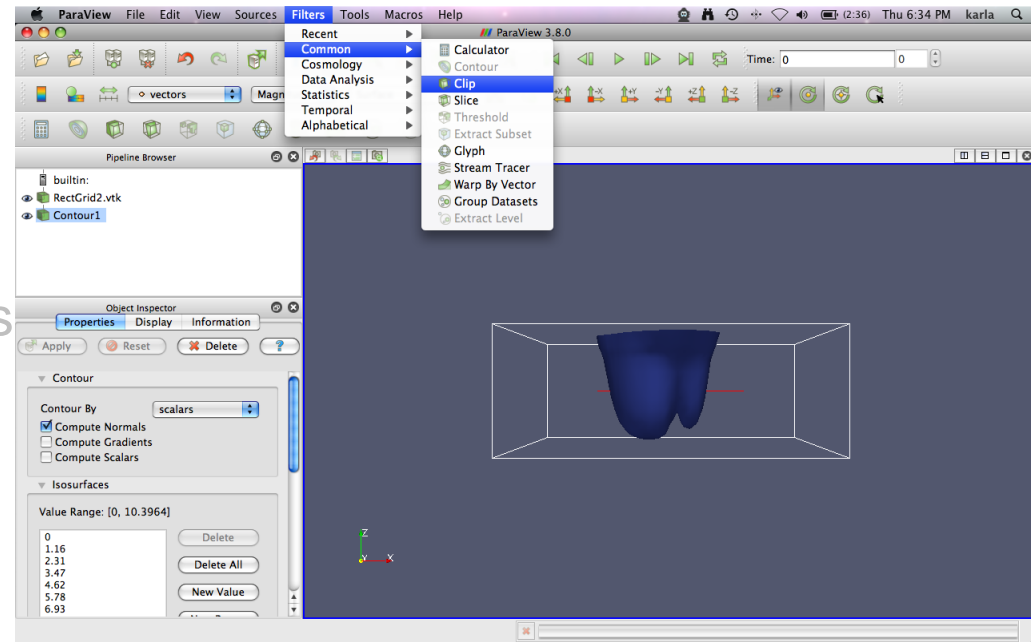 ParaView File Edit View Sources Filters Tools Macros Help (2:36) Thu 6:34 PM karla
ParaView 3.8.0
Recent
Common
Cosmology
Data Analysis
Statistics
Temporal
Alphabetical
Calculator
Contour
Clip
Slice
Threshold
Extract Subset
Glyph
Stream Tracer
Warp By Vector
Group Datasets
Extract Level
Time: 0 0
vectors
+X -X +Y -Y +Z -Z
Pipeline Browser
builtin:
RectGrid2.vtk
Contour1
Object Inspector
Properties Display Information
Apply Reset Delete ?
Contour
Contour By scalars
Compute Normals
Compute Gradients
Compute Scalars
Isosurfaces
Value Range: [0, 10.3964]
0
1.16
2.31
3.47
4.62
5.78
6.93
Delete
Delete All
New Value
Z
Y X
s